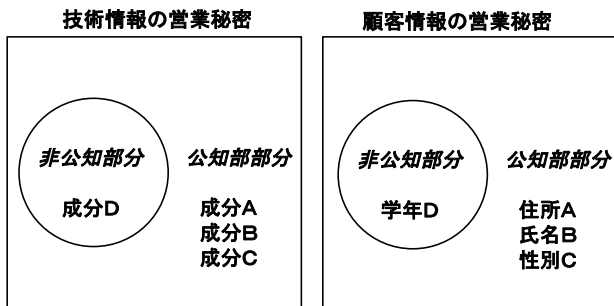 技術情報の営業秘密
非公知部分
成分D
公知部部分
成分A
成分B
成分C
顧客情報の営業秘密
非公知部分
学年D
公知部部分
住所A
氏名B
性別C